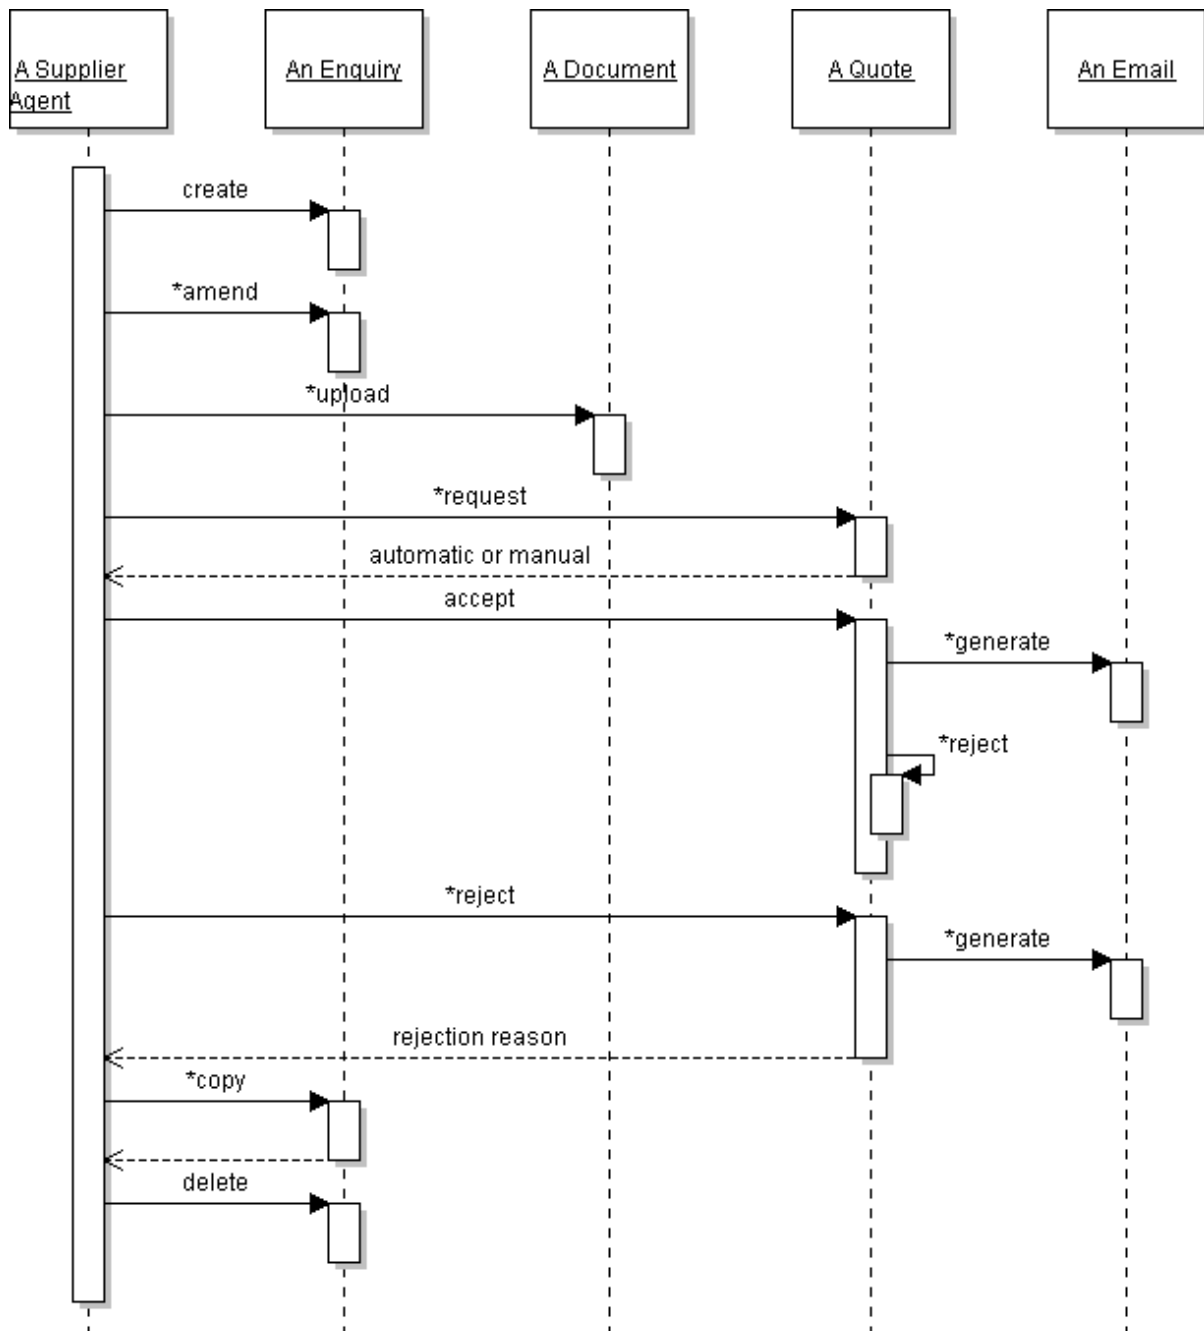 A Supplier
Agent
An Enquiry
A Document
A Quote
An Email
create
*amend
*upload
*request
automatic or manual
accept
*generate
*reject
*reject
*generate
rejection reason
*copy
delete